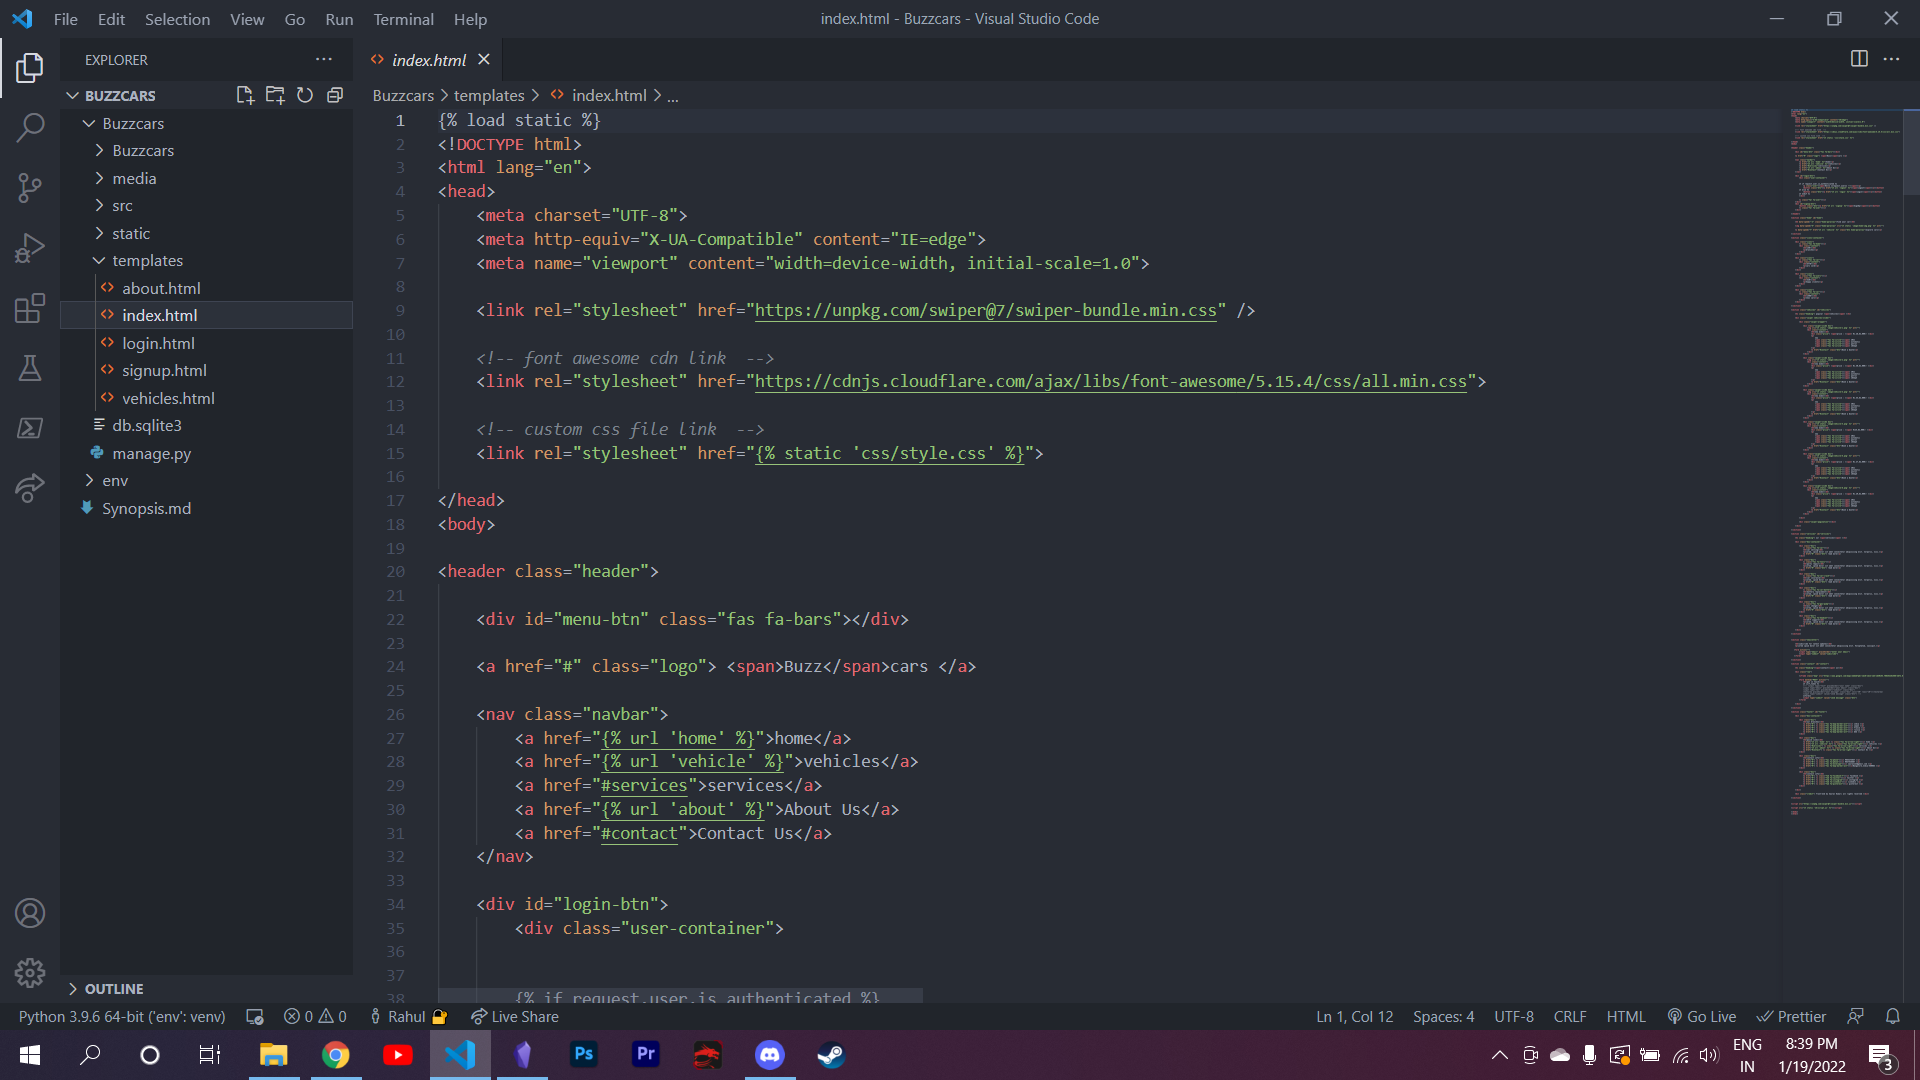 File Edit Selection View Go Run Terminal Help
index.html - Buzzcars - Visual Studio Code
EXPLORER
BUZZCARS
Buzzcars
Buzzcars
media
src
static
templates
about.html
index.html
login.html
signup.html
vehicles.html
db.sqlite3
manage.py
env
Synopsis.md
OUTLINE
index.html
Buzzcars > templates > index.html > ...
1 {% load static %}
2 <!DOCTYPE html>
3 <html lang="en">
4 <head>
5 <meta charset="UTF-8">
6 <meta http-equiv="X-UA-Compatible" content="IE=edge">
7 <meta name="viewport" content="width=device-width, initial-scale=1.0">
8
9 <link rel="stylesheet" href="https://unpkg.com/swiper@7/swiper-bundle.min.css" />
10
11 <!-- font awesome cdn link  -->
12 <link rel="stylesheet" href="https://cdnjs.cloudflare.com/ajax/libs/font-awesome/5.15.4/css/all.min.css">
13
14 <!-- custom css file link  -->
15 <link rel="stylesheet" href="{% static 'css/style.css' %}">
16
17 </head>
18 <body>
19
20 <header class="header">
21
22 <div id="menu-btn" class="fas fa-bars"></div>
23
24 <a href="#" class="logo"> <span>Buzz</span>cars </a>
25
26 <nav class="navbar">
27 <a href="{% url 'home' %}">home</a>
28 <a href="{% url 'vehicle' %}">vehicles</a>
29 <a href="#services">services</a>
30 <a href="{% url 'about' %}">About Us</a>
31 <a href="#contact">Contact Us</a>
32 </nav>
33
34 <div id="login-btn">
35 <div class="user-container">
36
37
38 {% if request.user.is_authenticated %}
Python 3.9.6 64-bit ('env': venv) 0 0 Rahul Live Share Ln 1, Col 12 Spaces: 4 UTF-8 CRLF HTML Go Live Prettier
Ps Pr
ENG
IN
8:39 PM
1/19/2022
3